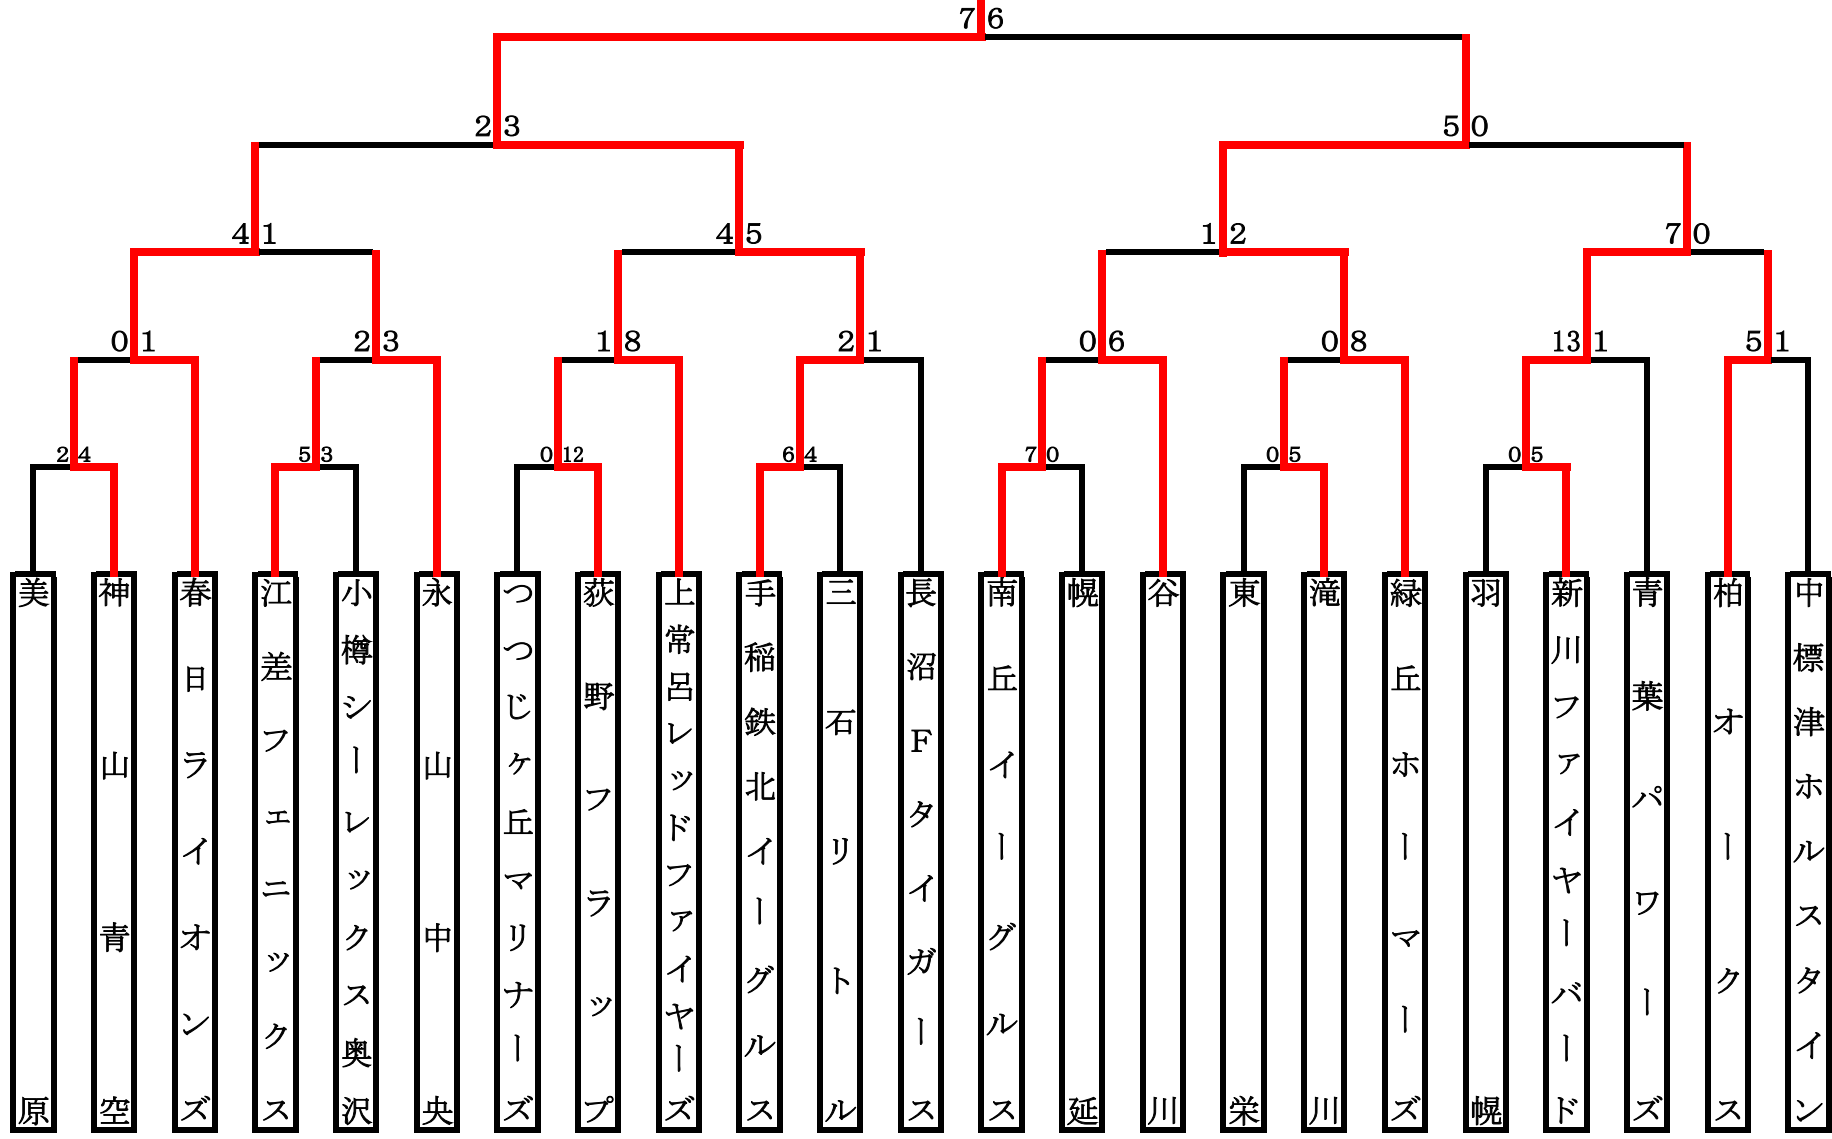 7 6
2 3
5 0
4 1
4 5
1 2
7 0
0 1
2 3
1 8
2 1
0 6
0 8
13 1
5 1
2 4
5 3
0 12
6 4
7 0
0 5
0 5
美原
神山青空
春日ライオンズ
江差フェニックス
小樽シーレックス奥沢
永山中央
つつじヶ丘マリナーズ
荻野フラップ
上常呂レッドファイヤーズ
手稲鉄北イーグルス
三石リトル
長沼Fタイガース
南丘イーグルス
幌延
谷川
東栄
滝川
緑丘ホーマーズ
羽幌
新川ファイヤーバード
青葉パワーズ
柏オークス
中標津ホルスタイン